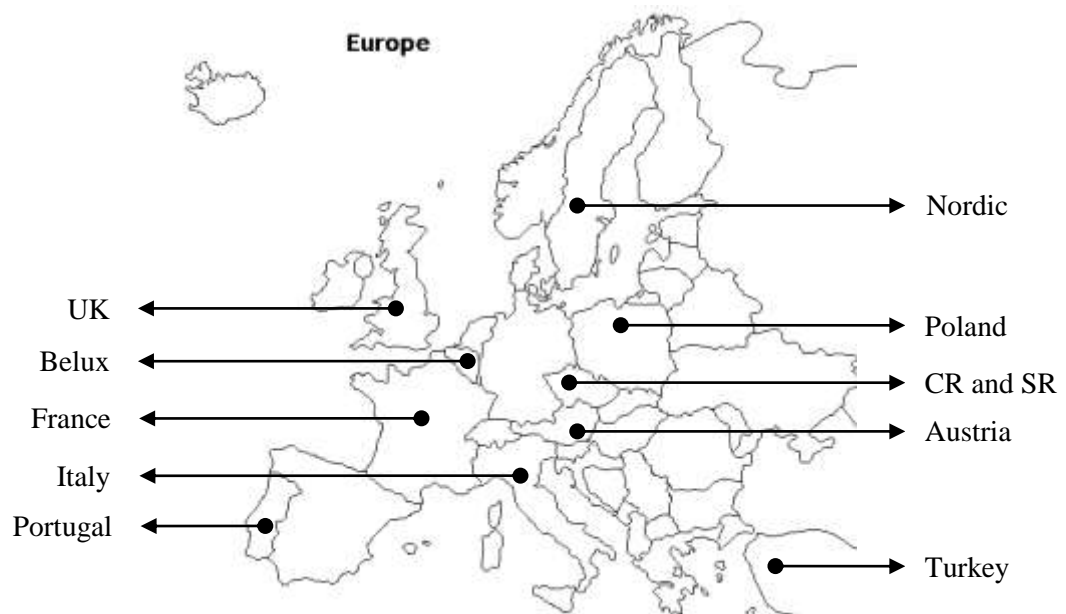 Europe
Nordic
UK
Poland
Belux
CR and SR
France
Austria
Italy
Portugal
Turkey